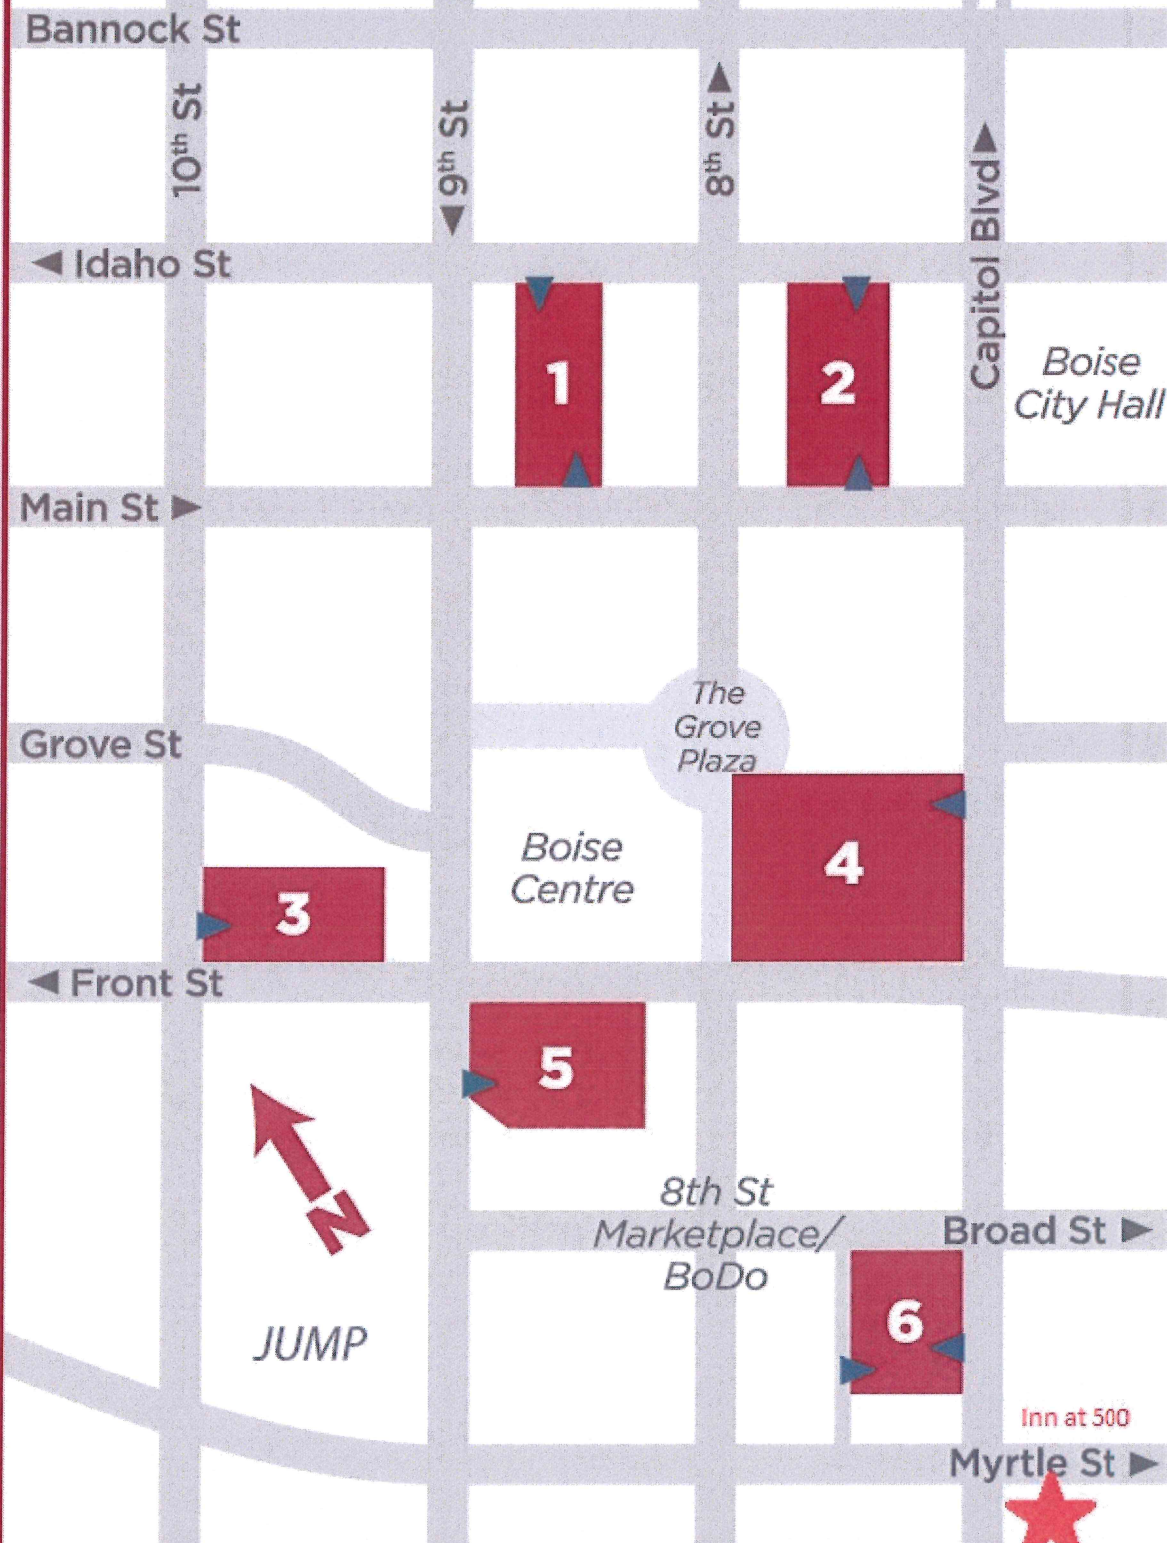 Bannock St
10th St
9th St
8th St
Capitol Blvd
Idaho St
1
2
Boise
City Hall
Main St
The
Grove
Plaza
Grove St
Boise
Centre
3
4
Front St
5
N
8th St
Marketplace/
BoDo
Broad St
6
JUMP
Inn at 500
Myrtle St